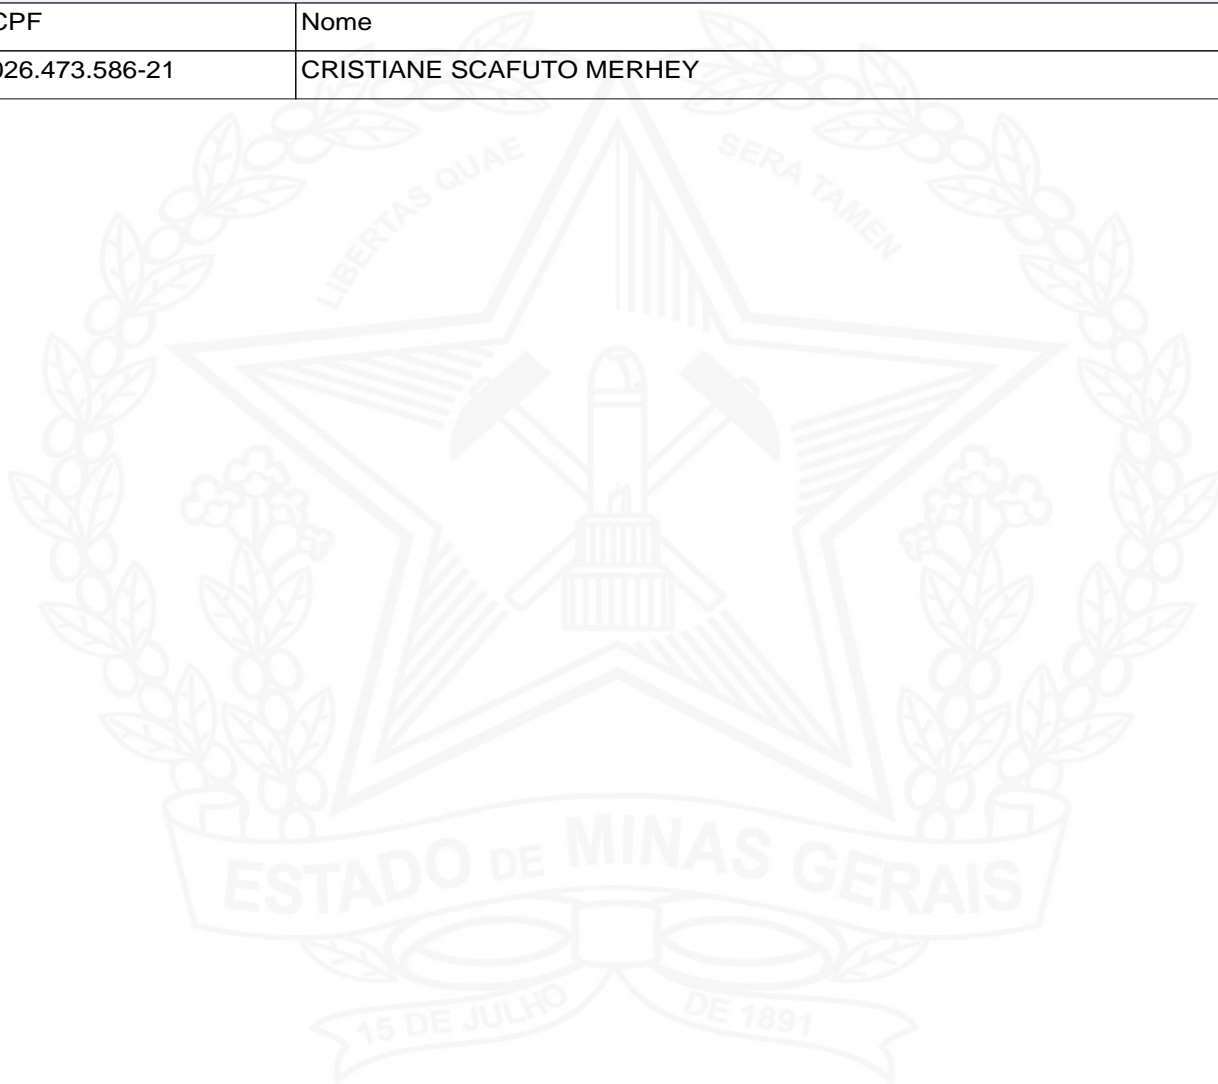 CPF Nome
026.473.586-21 CRISTIANE SCAFUTO MERHEY
LIBERTAS QUAE SERA TAMEN
ESTADO DE MINAS GERAIS
15 DE JULHO DE 1891